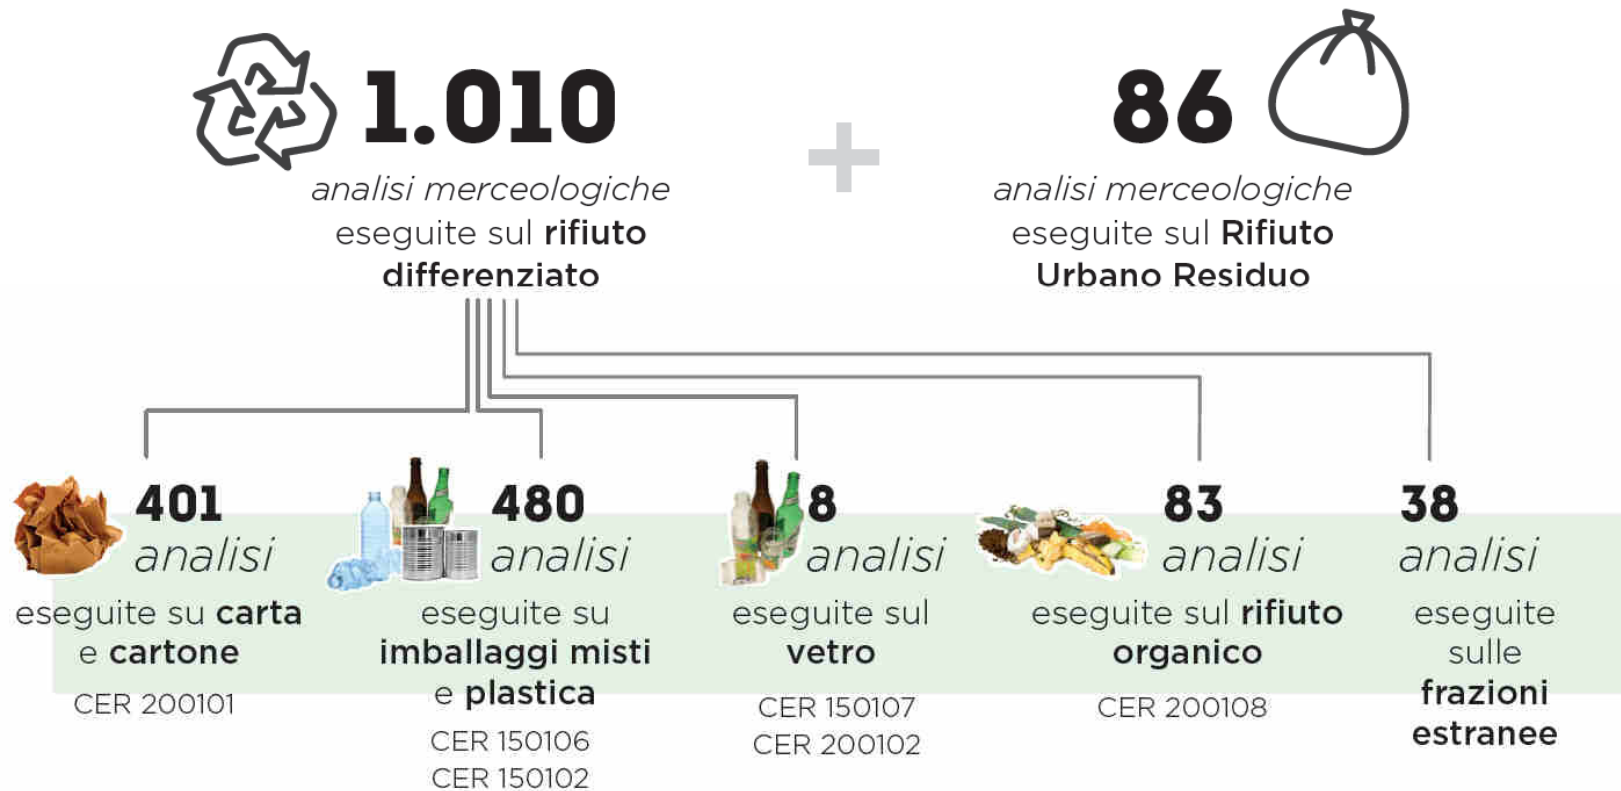 1.010
analisi merceologiche
eseguite sul rifiuto
differenziato
+
86
analisi merceologiche
eseguite sul Rifiuto
Urbano Residuo
401
analisi
eseguite su carta
e cartone
CER 200101
480
analisi
eseguite su
imballaggi misti
e plastica
CER 150106
CER 150102
8
analisi
eseguite sul
vetro
CER 150107
CER 200102
83
analisi
eseguite sul rifiuto
organico
CER 200108
38
analisi
eseguite
sulle
frazioni
estranee